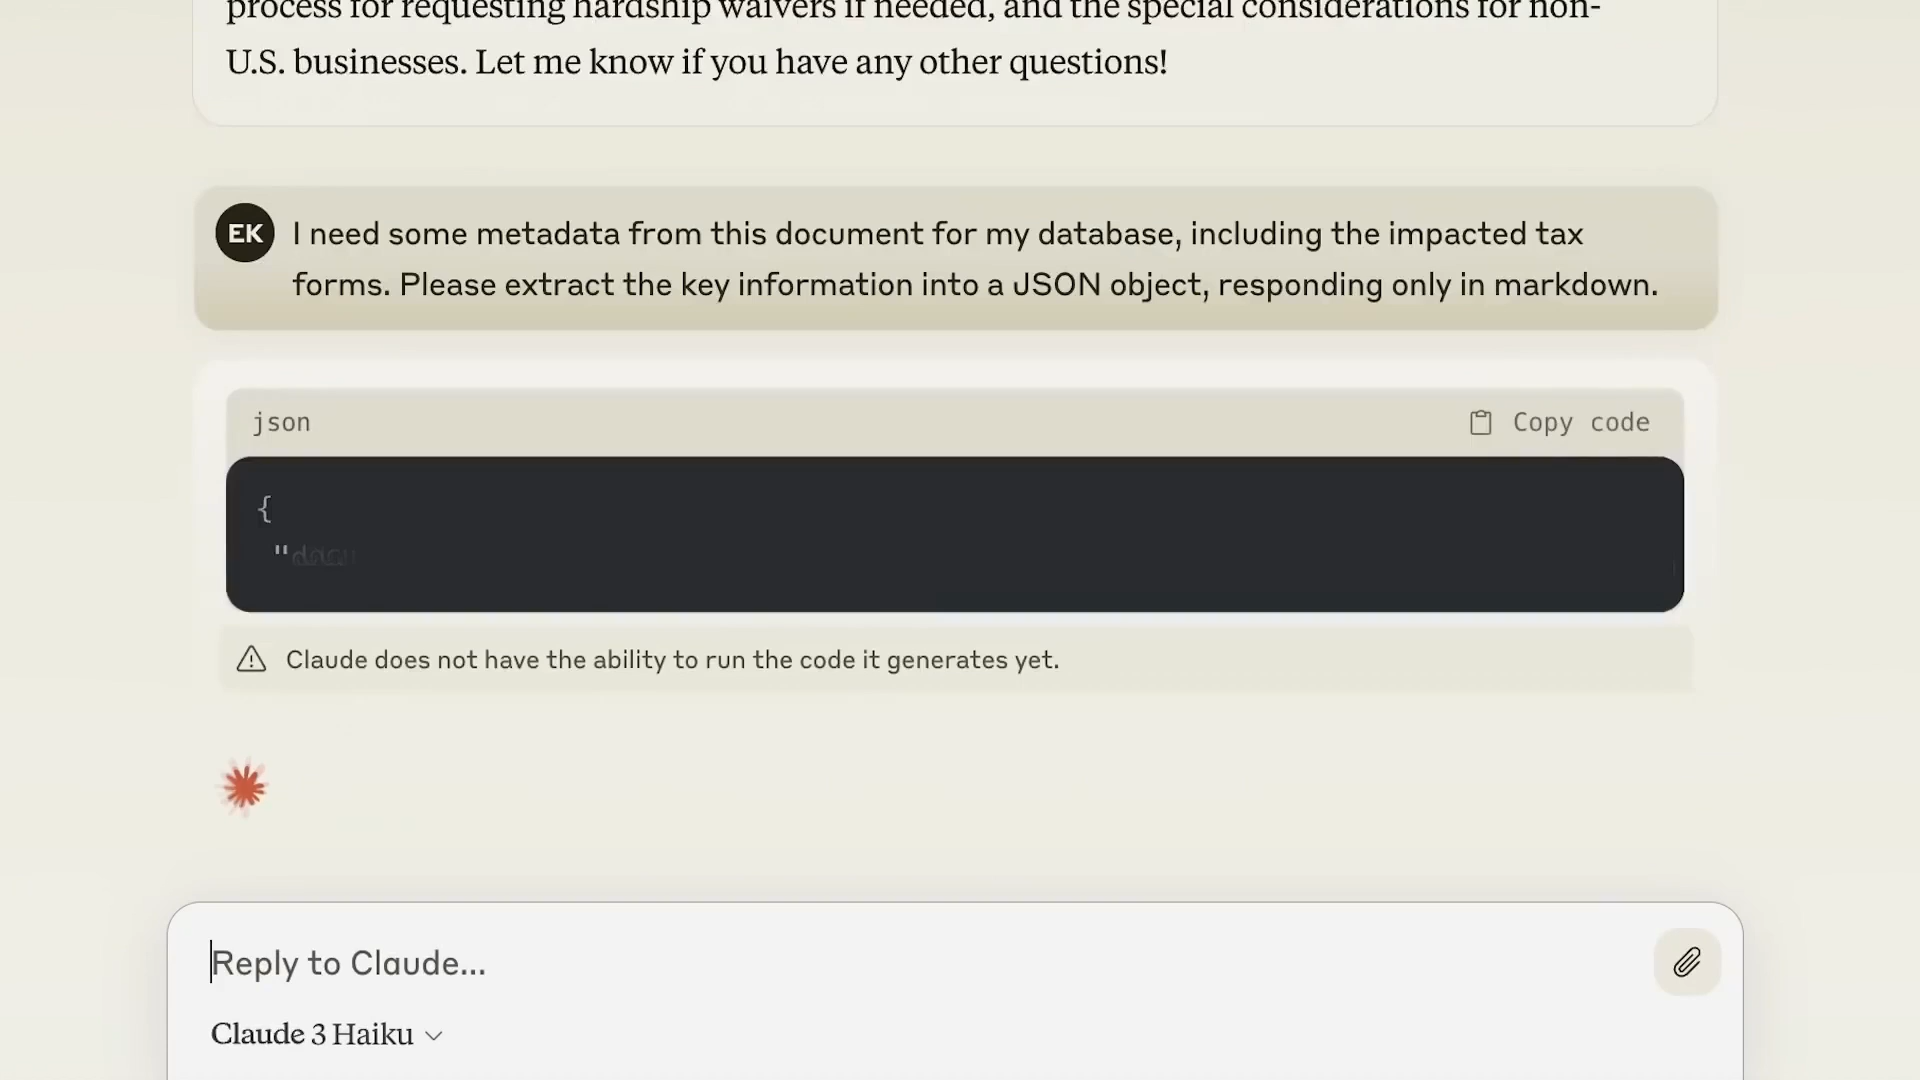 process for requesting hardship waivers if needed, and the special considerations for non-
U.S. businesses. Let me know if you have any other questions!
EK
I need some metadata from this document for my database, including the impacted tax
forms. Please extract the key information into a JSON object, responding only in markdown.
json
Copy code
{
"docu
Claude does not have the ability to run the code it generates yet.
Reply to Claude...
Claude 3 Haiku